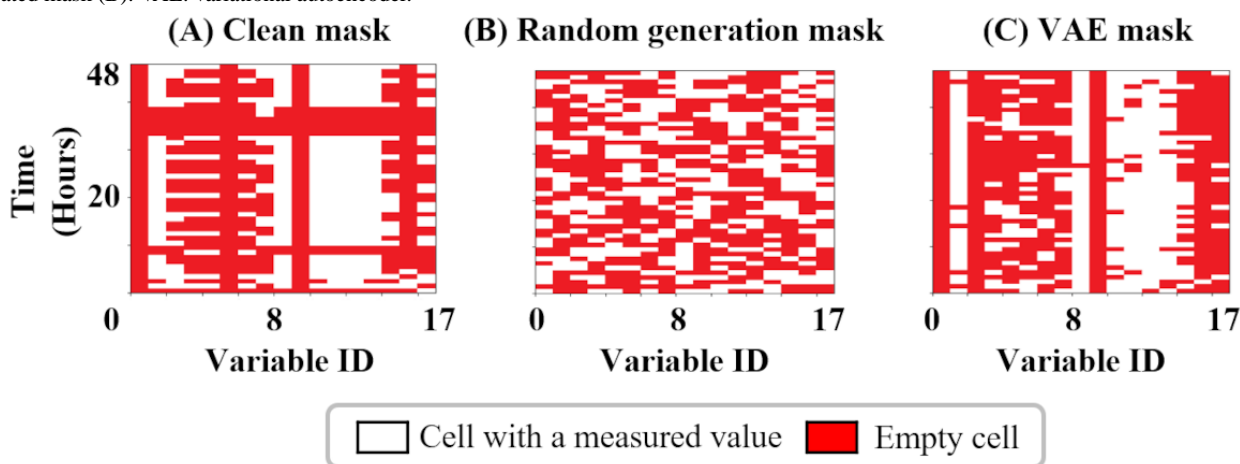 (A) Clean mask (B) Random generation mask (C) VAE mask
48
20
Time
(Hours)
0 8 17 0 8 17 0 8 17
Variable ID Variable ID Variable ID
Cell with a measured value Empty cell